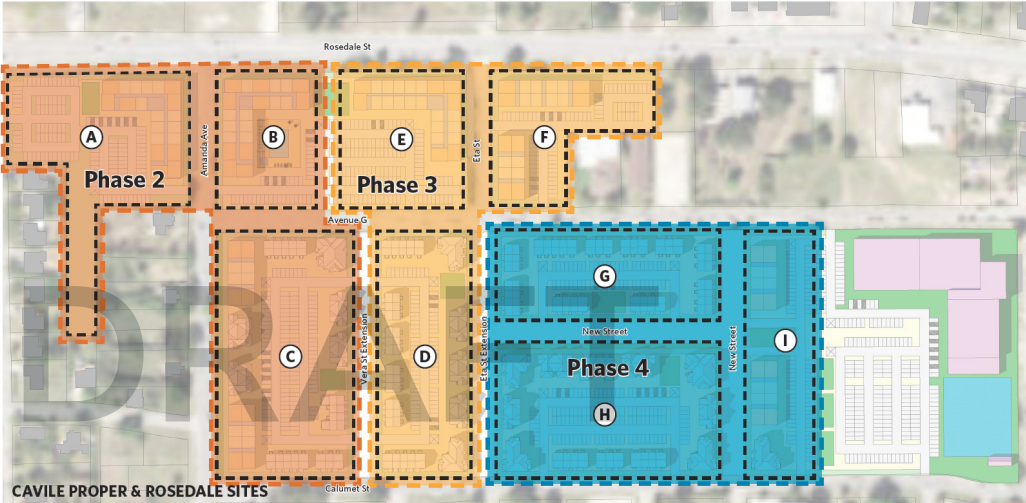 Rosedale St
A
Amanda Ave
B
E
Eta St
F
Phase 2
Phase 3
Avenue G
G
C
Vera St Extension
D
Eta St Extension
New Street
New Street
I
Phase 4
H
DRAFT
Calumet St
CAVILE PROPER & ROSEDALE SITES